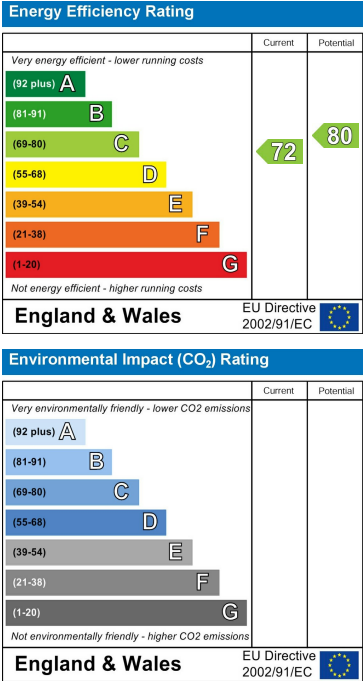 Energy Efficiency Rating
Current Potential
Very energy efficient - lower running costs
(92 plus) A
(81-91) B
(69-80) C
(55-68) D
(39-54) E
(21-38) F
(1-20) G
72
80
Not energy efficient - higher running costs
England & Wales
EU Directive
2002/91/EC
Environmental Impact (CO₂) Rating
Current Potential
Very environmentally friendly - lower CO2 emissions
(92 plus) A
(81-91) B
(69-80) C
(55-68) D
(39-54) E
(21-38) F
(1-20) G
Not environmentally friendly - higher CO2 emissions
England & Wales
EU Directive
2002/91/EC